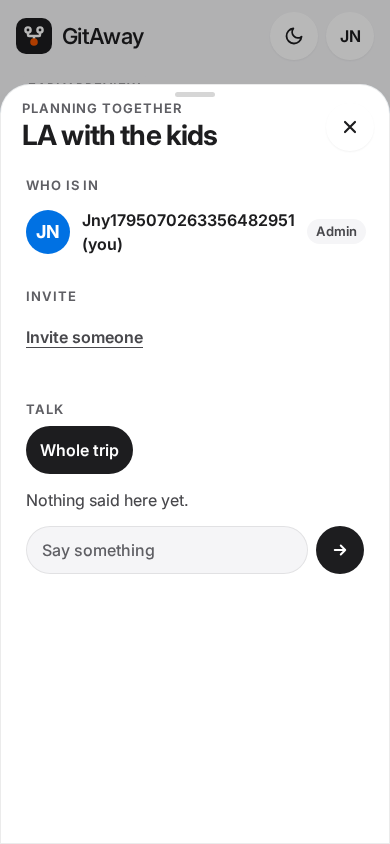 GitAway
JN
PLANNING TOGETHER
LA with the kids
WHO IS IN
JN
Jny1795070263356482951
(you)
Admin
INVITE
Invite someone
TALK
Whole trip
Nothing said here yet.
Say something